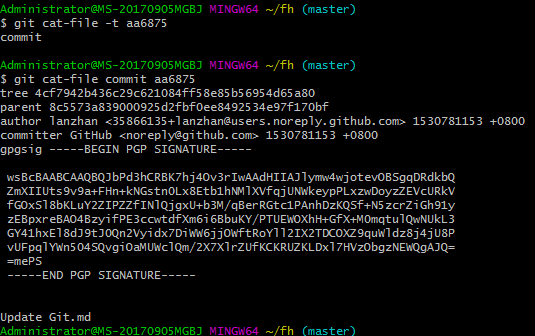 Administrator@MS-20170905MGBJ MINGW64 ~/fh (master)
$ git cat-file -t aa6875
commit
Administrator@MS-20170905MGBJ MINGW64 ~/fh (master)
$ git cat-file commit aa6875
tree 4cf7942b436c29c621084ff58e85b56954d65a80
parent 8c5573a839000925d2fbf0ee8492534e97f170bf
author lanzhan <35866135+lanzhan@users.noreply.github.com> 1530781153 +0800
committer GitHub <noreply@github.com> 1530781153 +0800
gpgsig -----BEGIN PGP SIGNATURE-----
wsBcBAABCAAQBQJbPd3hCRBK7hj4Ov3rIwAAdHIIAJlymw4wjotevOBSgqDRdkbQ
ZmXIIUts9v9a+FHn+kNGstnOLx8Etb1hNMlXVfqjUNWkeypPLxzwDoyzZEVcURkV
fGOxSl8bKLuY2ZIPZZfINlQjgxU+b3M/qBerRGtc1PAnhDzKQSf+N5zcrZiGh91y
zEBpxreBAO4BzyifPE3ccwtdfXm6i6BbuKY/PTUEWOXhH+GfX+MOmqtulQwNUkL3
GY41hxEl8dJ9tJOQn2Vyidx7DiWW6jjOWftRoYll2IX2TDCOXZ9quWldz8j4jU8P
vUFpqlYWn5O4SQvgiOaMUWclQm/2X7XlrZUfKCKRUZKLDxl7HVzObgzNEWQgAJQ=
=mePS
-----END PGP SIGNATURE-----
Update Git.md
Administrator@MS-20170905MGBJ MINGW64 ~/fh (master)